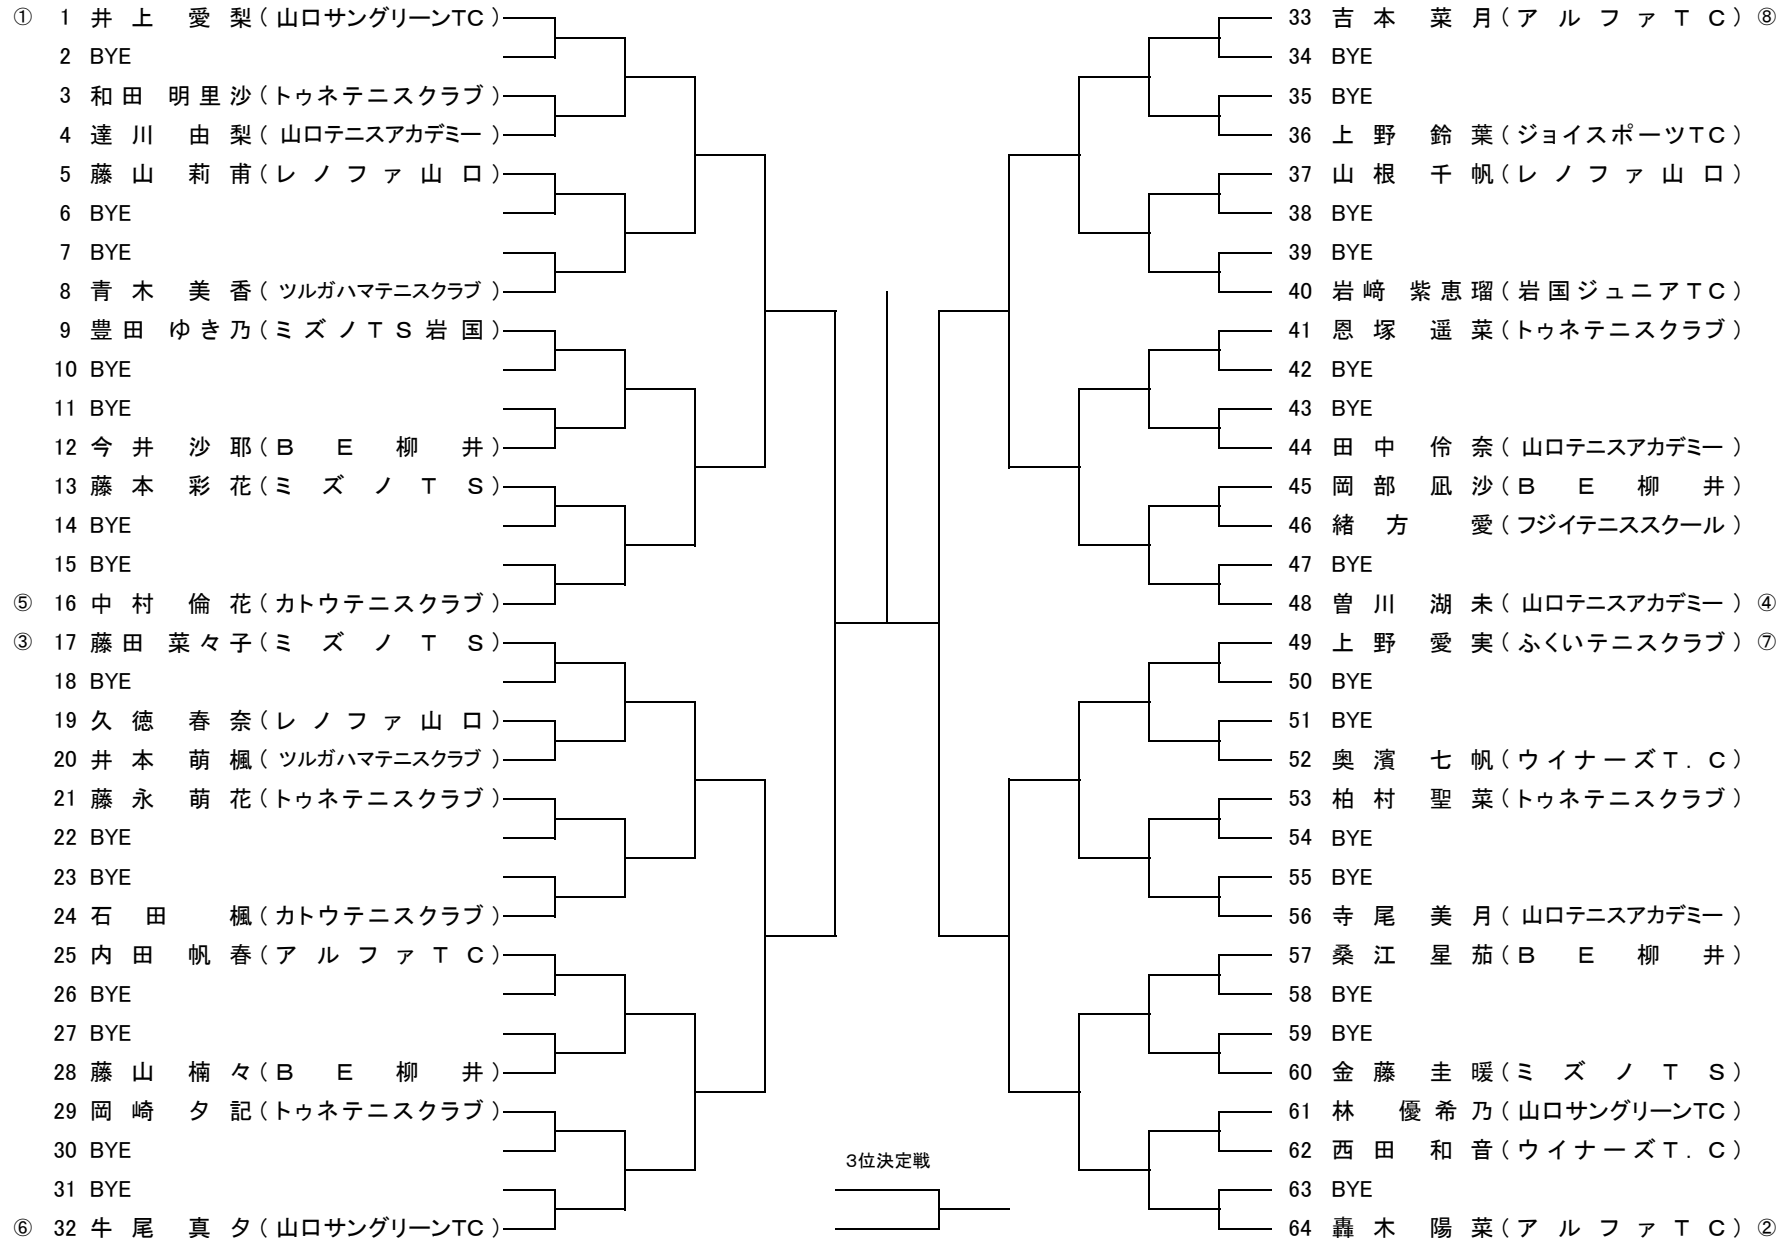 ① 1 井上 愛梨(山口サングリーンTC)
2 BYE
3 和田 明里沙(トゥネテニスクラブ)
4 達川 由梨(山口テニスアカデミー)
5 藤山 莉甫(レノファ山口)
6 BYE
7 BYE
8 青木 美香(ツルガハマテニスクラブ)
9 豊田 ゆき乃(ミズノTS岩国)
10 BYE
11 BYE
12 今井 沙耶(BE柳井)
13 藤本 彩花(ミズノTS)
14 BYE
15 BYE
⑤ 16 中村 倫花(カトウテニスクラブ)
③ 17 藤田 菜々子(ミズノTS)
18 BYE
19 久徳 春奈(レノファ山口)
20 井本 萌楓(ツルガハマテニスクラブ)
21 藤永 萌花(トゥネテニスクラブ)
22 BYE
23 BYE
24 石田 楓(カトウテニスクラブ)
25 内田 帆春(アルファTC)
26 BYE
27 BYE
28 藤山 楠々(BE柳井)
29 岡崎 夕記(トゥネテニスクラブ)
30 BYE
31 BYE
⑥ 32 牛尾 真夕(山口サングリーンTC)
3位決定戦
33 吉本 菜月(アルファTC) ⑧
34 BYE
35 BYE
36 上野 鈴葉(ジョイスポーツTC)
37 山根 千帆(レノファ山口)
38 BYE
39 BYE
40 岩﨑 紫恵瑠(岩国ジュニアTC)
41 恩塚 遥菜(トゥネテニスクラブ)
42 BYE
43 BYE
44 田中 伶奈(山口テニスアカデミー)
45 岡部 凪沙(BE柳井)
46 緒方 愛(フジイテニススクール)
47 BYE
48 曽川 湖未(山口テニスアカデミー) ④
49 上野 愛実(ふくいテニスクラブ) ⑦
50 BYE
51 BYE
52 奥濱 七帆(ウイナーズT.C)
53 柏村 聖菜(トゥネテニスクラブ)
54 BYE
55 BYE
56 寺尾 美月(山口テニスアカデミー)
57 桑江 星茄(BE柳井)
58 BYE
59 BYE
60 金藤 圭暖(ミズノTS)
61 林 優希乃(山口サングリーンTC)
62 西田 和音(ウイナーズT.C)
63 BYE
64 轟木 陽菜(アルファTC) ②